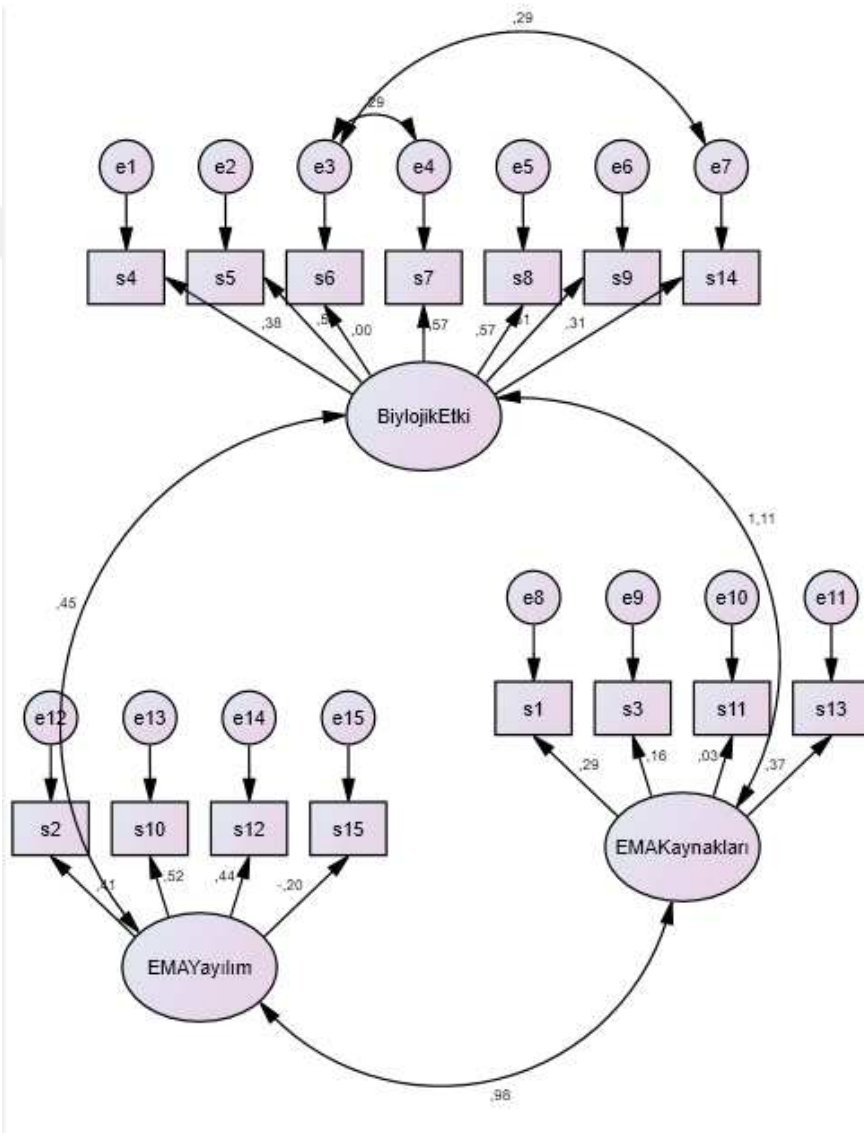 ,29
,29
e1 e2 e3 e4 e5 e6 e7
s4 s5 s6 s7 s8 s9 s14
,38 ,00 ,57 ,57 ,31
BiylojikEtki
1,11
,45
e8 e9 e10 e11
s1 s3 s11 s13
,29 ,16 ,03 ,37
EMAKaynakları
e12 e13 e14 e15
s2 s10 s12 s15
,41 ,52 ,44 -,20
EMAYayılım
,98